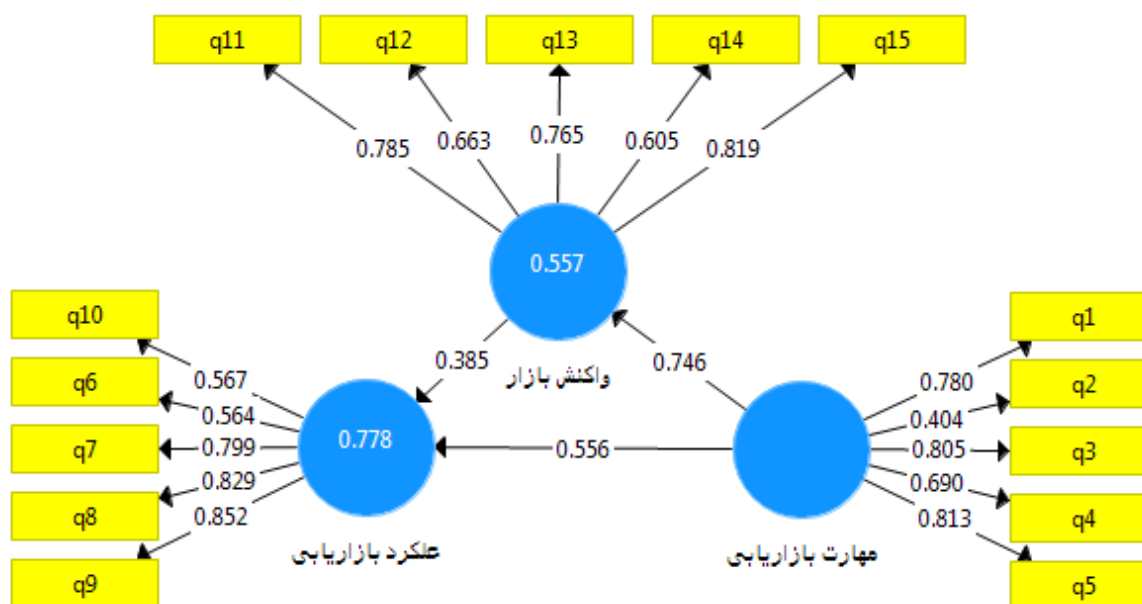 q11 q12 q13 q14 q15
0.785 0.663 0.765 0.605 0.819
0.557
واکنش بازار
0.385 0.746
q10
q6
q7
q8
q9
0.567
0.564
0.799
0.829
0.852
0.778
علکرد بازاریابی
0.556
مهارت بازاریابی
0.780
0.404
0.805
0.690
0.813
q1
q2
q3
q4
q5